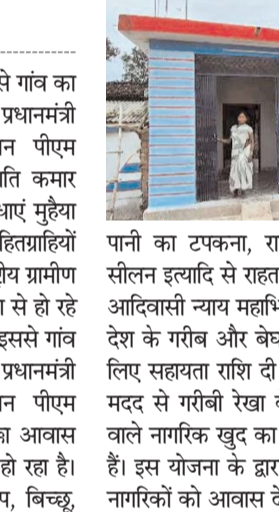 से गांव का
प्रधानमंत्री
न पीएम
ाति कमार
धाएं मुहैया
हितग्राहियों
ीय ग्रामीण
ा से हो रहे
इससे गांव
प्रधानमंत्री
न पीएम
का आवास
हो रहा है।
प, बिच्छू,
पानी का टपकना, रा
सीलन इत्यादि से राहत
आदिवासी न्याय महाभि
देश के गरीब और बेघ
लिए सहायता राशि दी
मदद से गरीबी रेखा
वाले नागरिक खुद का
हैं। इस योजना के द्वार
नागरिकों को आवास दे